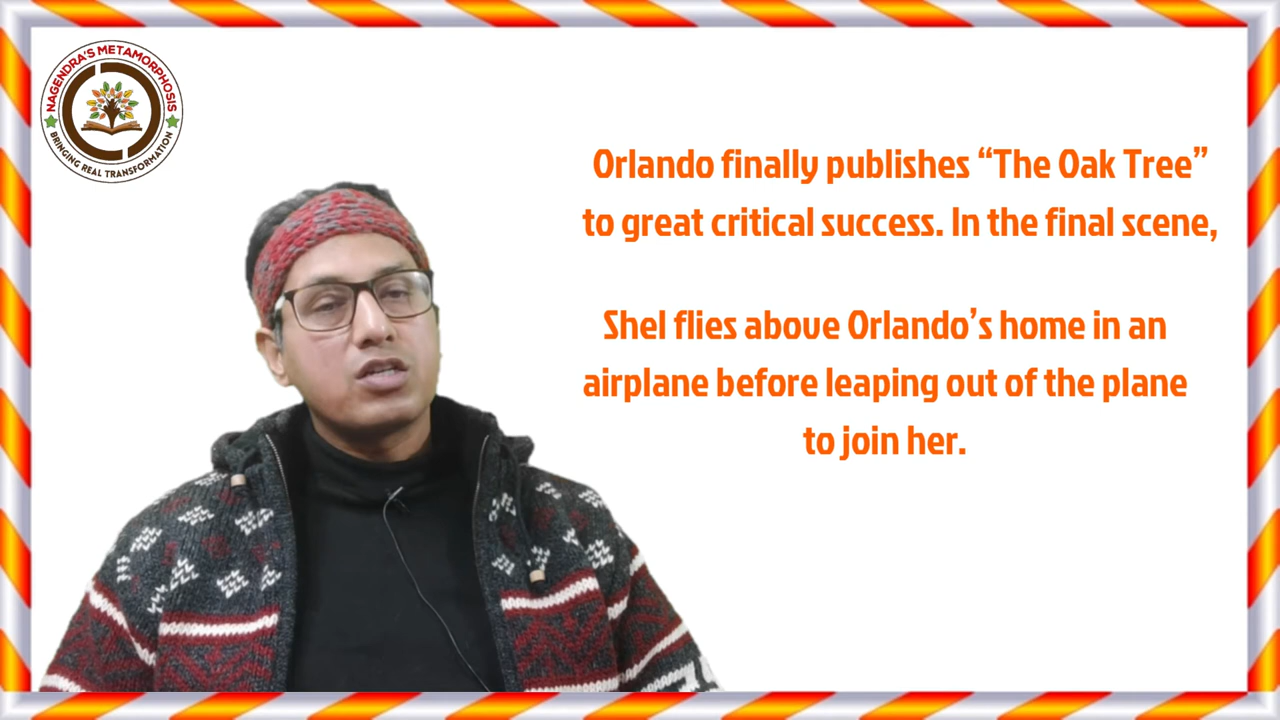 NAGENDRA'S METAMORPHOSIS
BRINGING REAL TRANSFORMATION
Orlando finally publishes “The Oak Tree”
to great critical success. In the final scene,
Shel flies above Orlando’s home in an
airplane before leaping out of the plane
to join her.